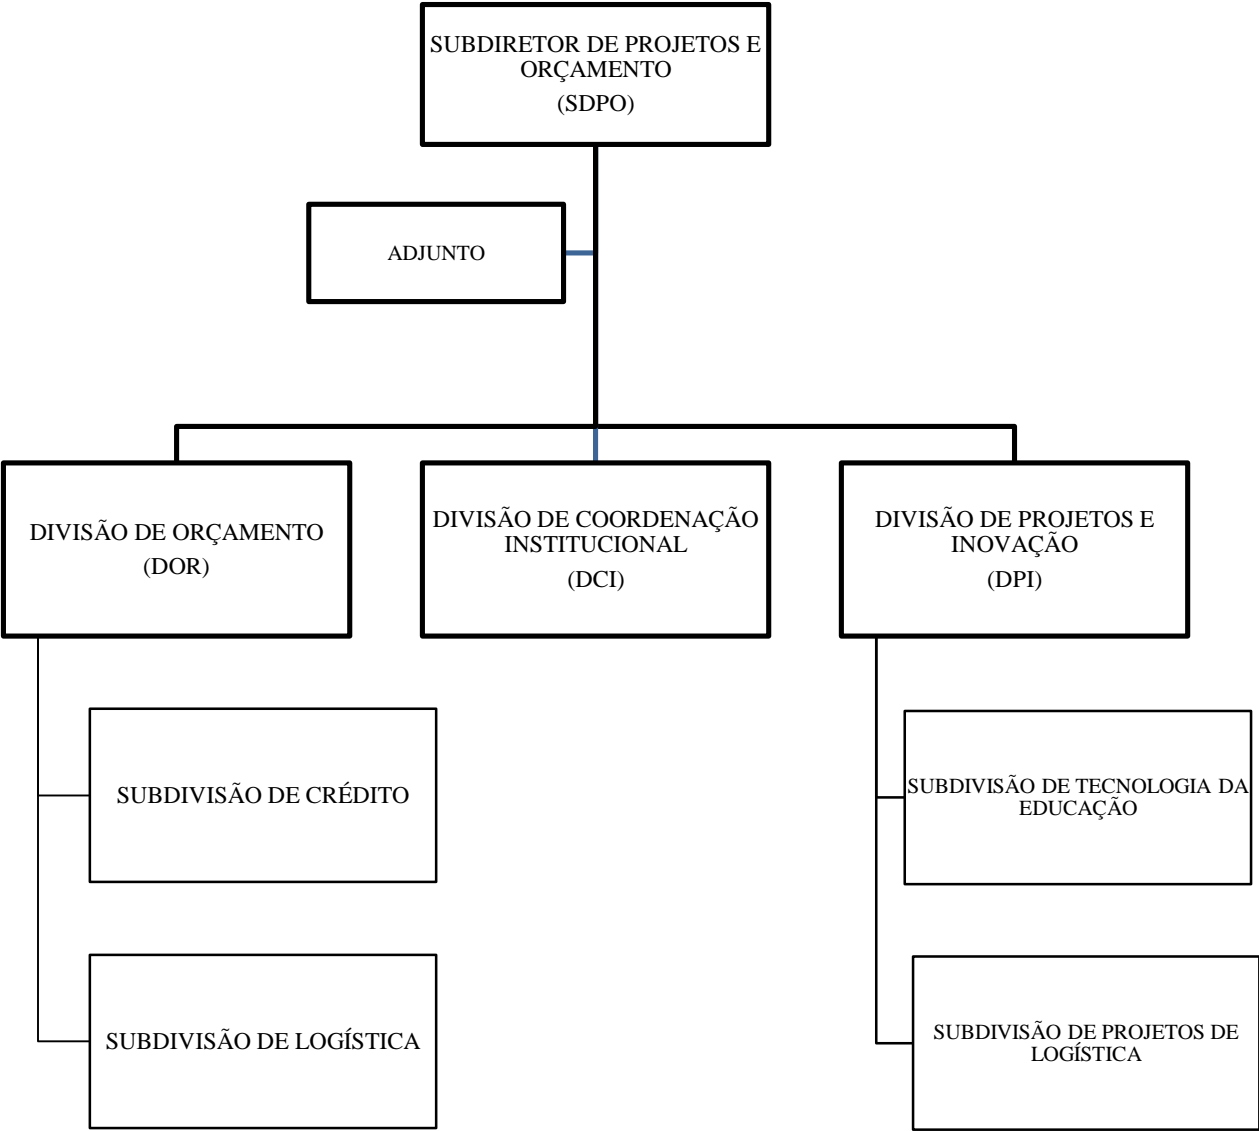 SUBDIRETOR DE PROJETOS E
ORÇAMENTO
(SDPO)
ADJUNTO
DIVISÃO DE ORÇAMENTO
(DOR)
DIVISÃO DE COORDENAÇÃO
INSTITUCIONAL
(DCI)
DIVISÃO DE PROJETOS E
INOVAÇÃO
(DPI)
SUBDIVISÃO DE CRÉDITO
SUBDIVISÃO DE LOGÍSTICA
SUBDIVISÃO DE TECNOLOGIA DA
EDUCAÇÃO
SUBDIVISÃO DE PROJETOS DE
LOGÍSTICA